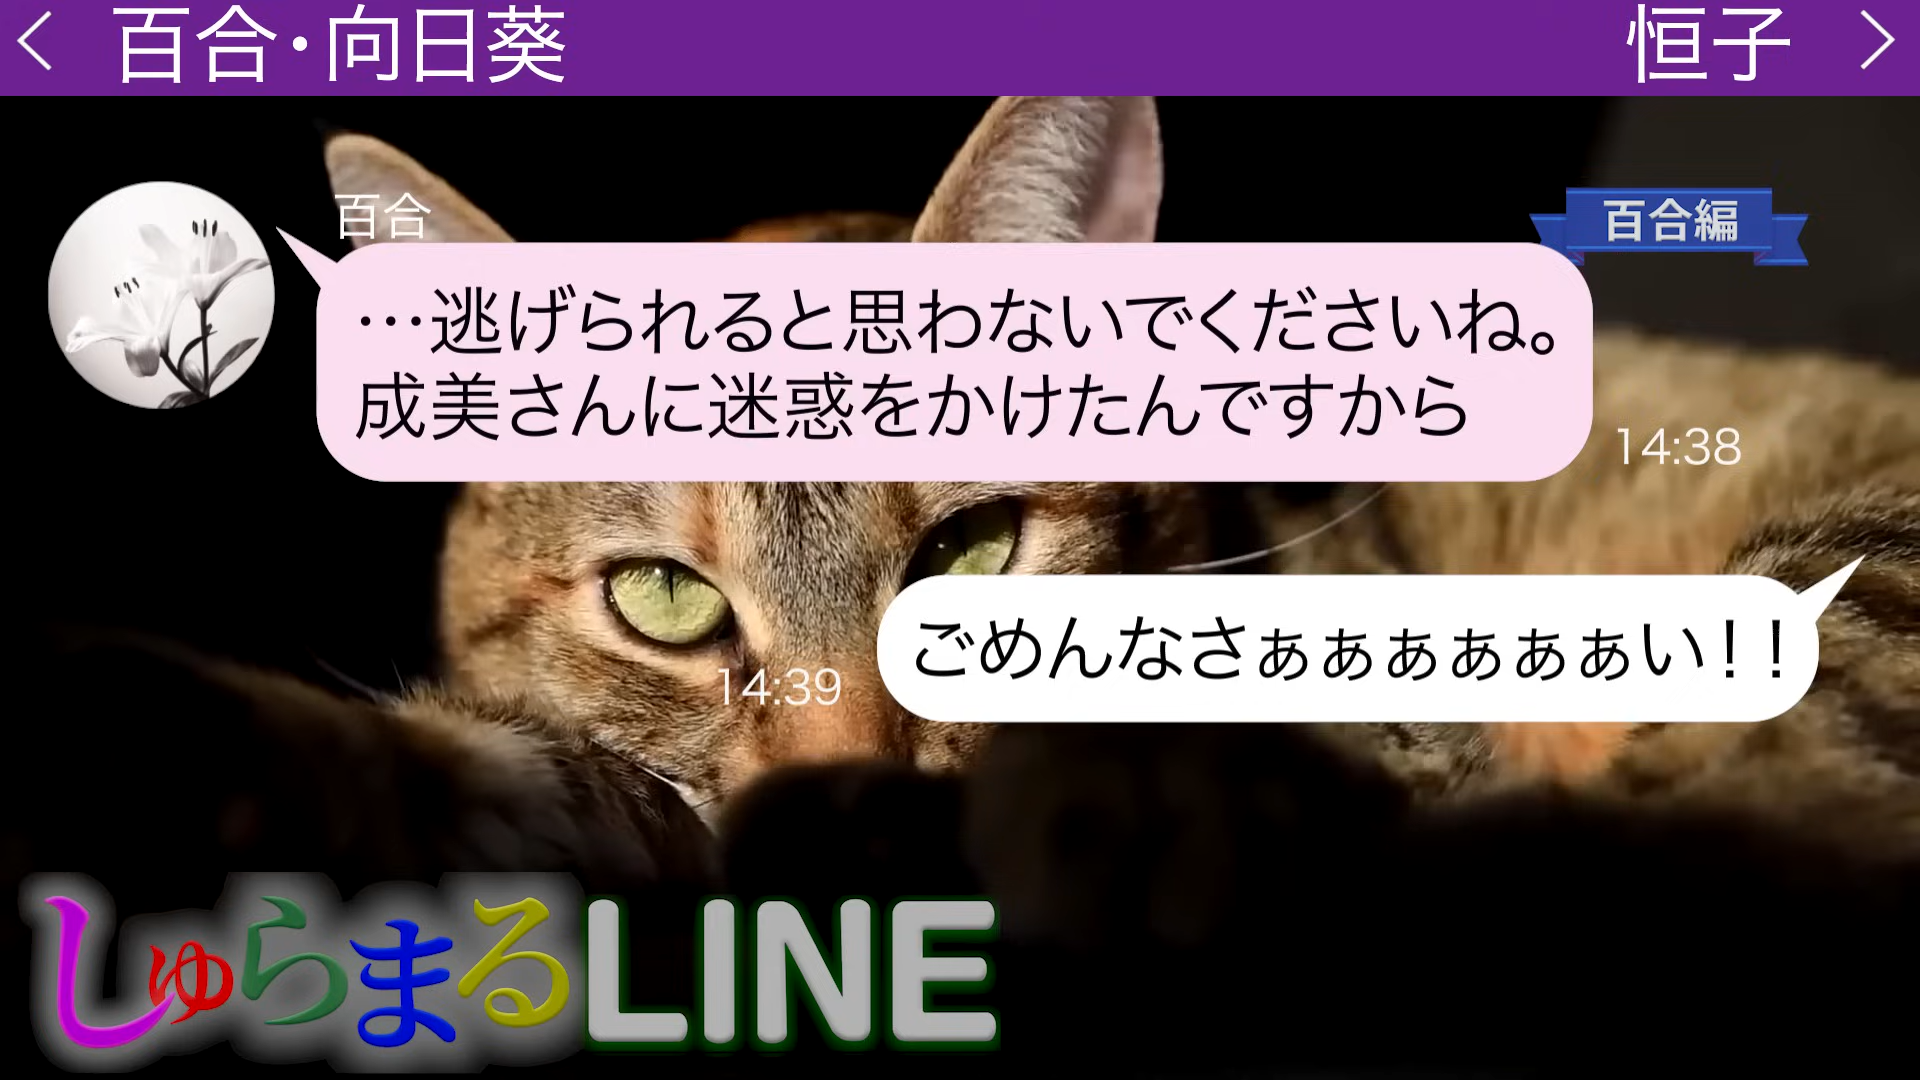 百合・向日葵
恒子
百合
百合編
…逃げられると思わないでくださいね。
成美さんに迷惑をかけたんですから
14:38
ごめんなさぁぁぁぁぁぁい！！
14:39
しゅらまるLINE